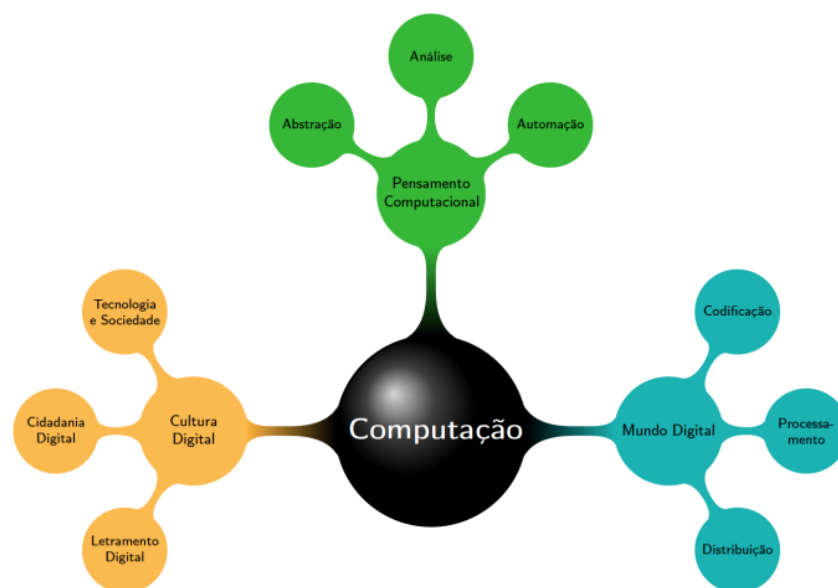 Análise
Abstração
Automação
Pensamento
Computacional
Tecnologia
e Sociedade
Cidadania
Digital
Letramento
Digital
Cultura
Digital
Computação
Mundo Digital
Codificação
Processa-
mento
Distribuição